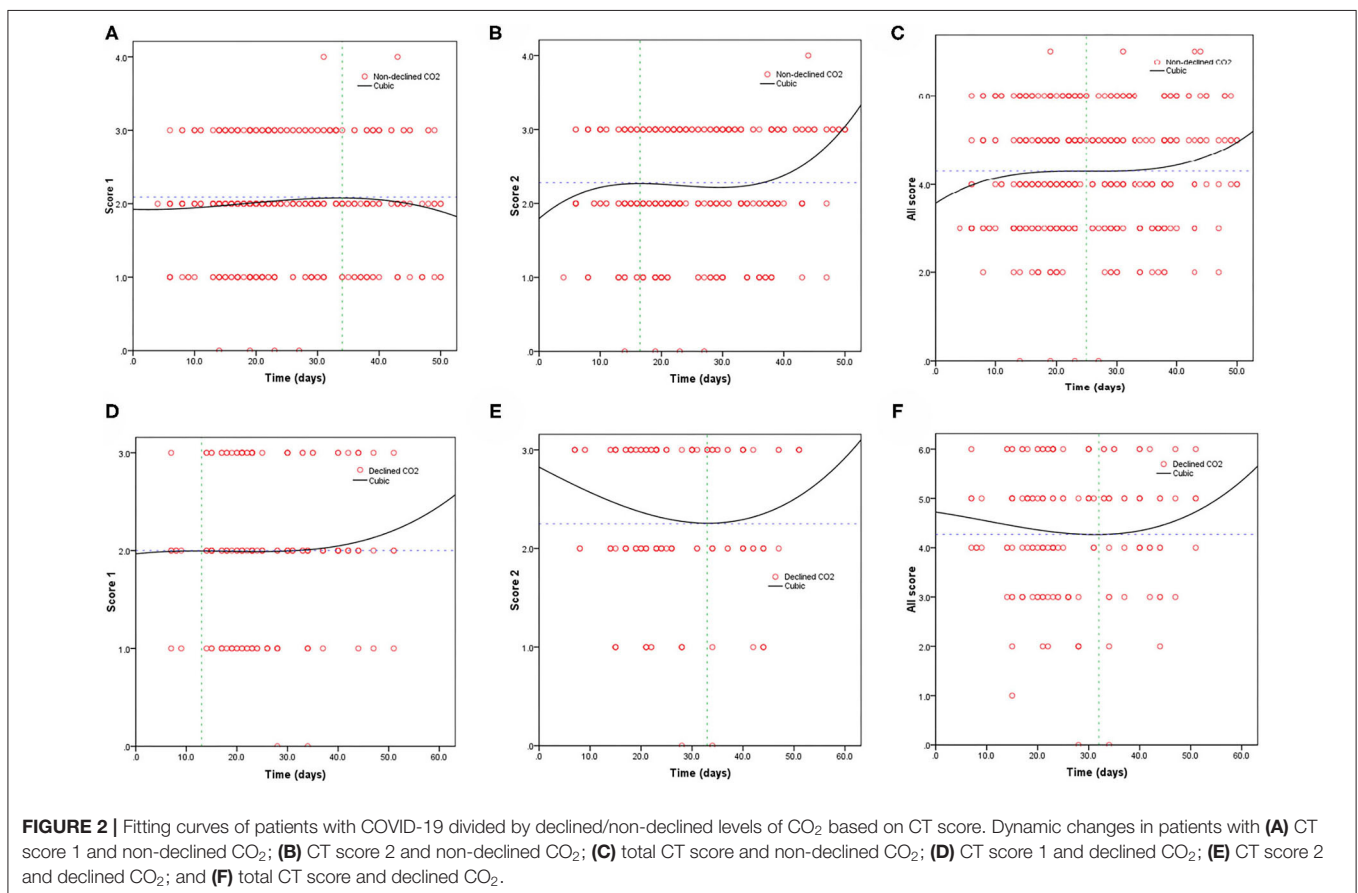 A
4.0
3.0
2.0
1.0
.0
Score 1
Non-declined CO2
Cubic
.0 10.0 20.0 30.0 40.0 50.0
Time (days)
B
4.0
3.0
2.0
1.0
.0
Score 2
Non-declined CO2
Cubic
.0 10.0 20.0 30.0 40.0 50.0
Time (days)
C
6.0
4.0
2.0
.0
All score
Non-declined CO2
Cubic
.0 10.0 20.0 30.0 40.0 50.0
Time (days)
D
3.0
2.0
1.0
.0
Score 1
Declined CO2
Cubic
.0 10.0 20.0 30.0 40.0 50.0 60.0
Time (days)
E
3.0
2.0
1.0
.0
Score 2
Declined CO2
Cubic
.0 10.0 20.0 30.0 40.0 50.0 60.0
Time (days)
F
6.0
5.0
4.0
3.0
2.0
1.0
.0
All score
Declined CO2
Cubic
.0 10.0 20.0 30.0 40.0 50.0 60.0
Time (days)
FIGURE 2 | Fitting curves of patients with COVID-19 divided by declined/non-declined levels of CO₂ based on CT score. Dynamic changes in patients with (A) CT
score 1 and non-declined CO₂; (B) CT score 2 and non-declined CO₂; (C) total CT score and non-declined CO₂; (D) CT score 1 and declined CO₂; (E) CT score 2
and declined CO₂; and (F) total CT score and declined CO₂.